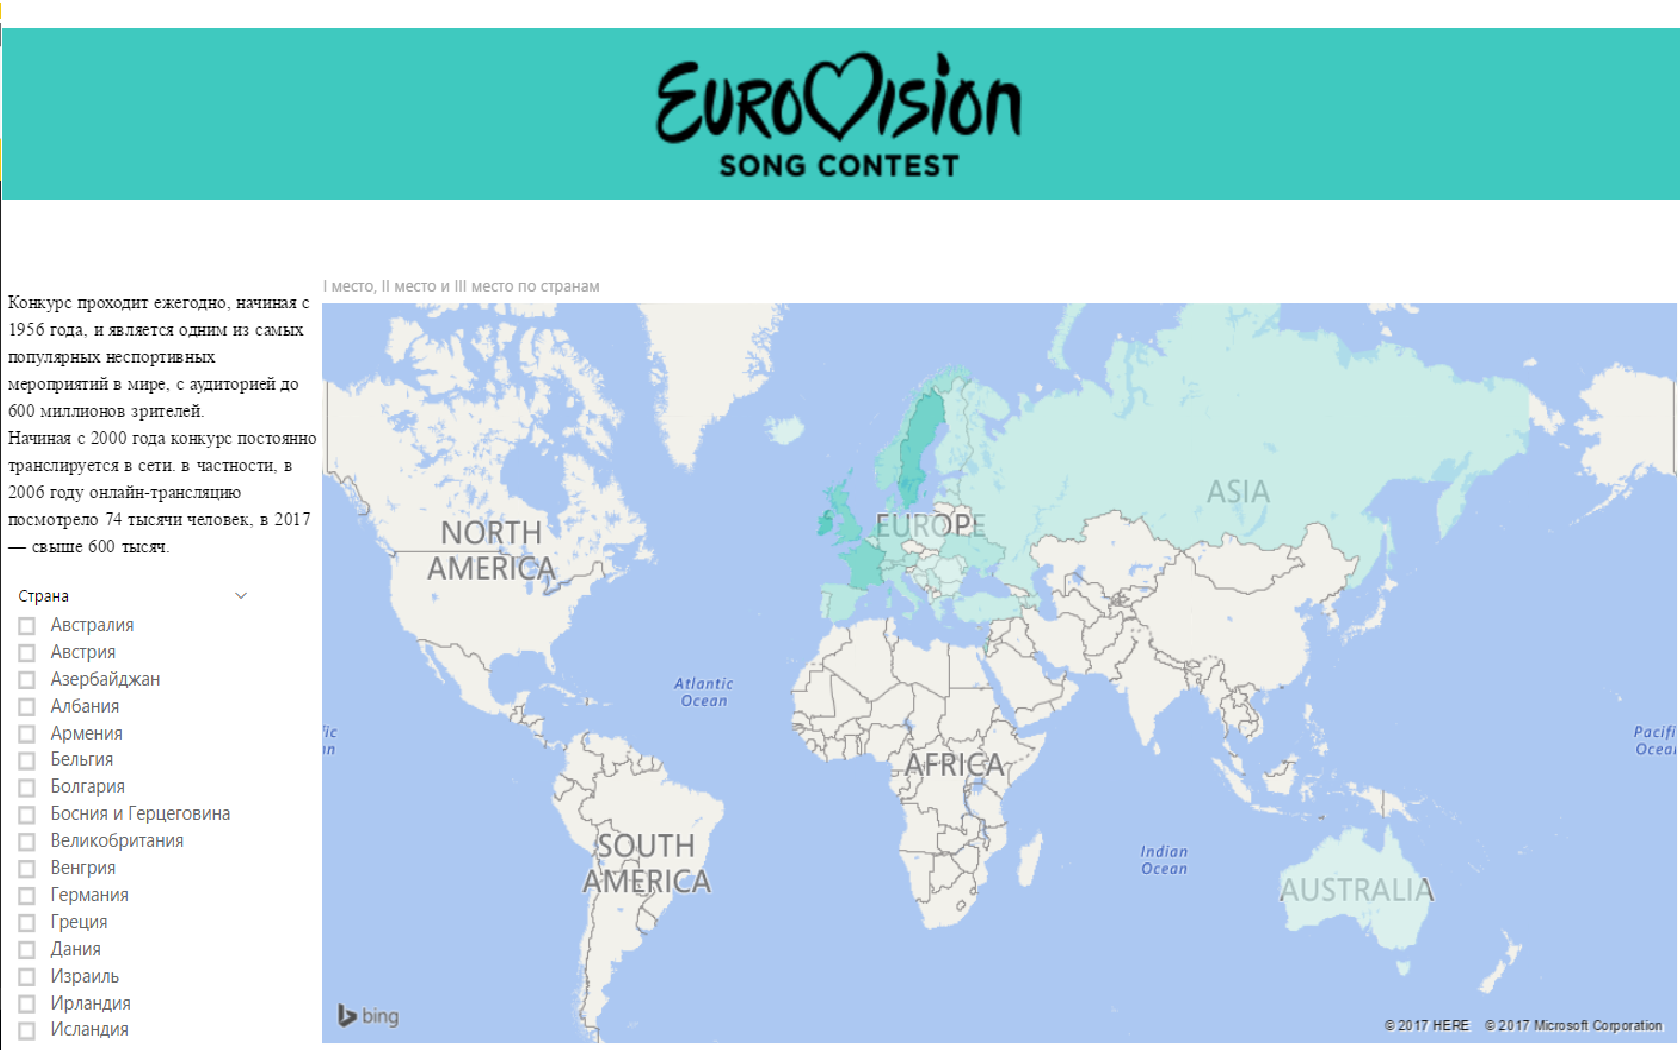 EUROVISION
SONG CONTEST
I место, II место и III место по странам
Конкурс проходит ежегодно, начиная с
1956 года, и является одним из самых
популярных неспортивных
мероприятий в мире, с аудиторией до
600 миллионов зрителей.
Начиная с 2000 года конкурс постоянно
транслируется в сети. в частности, в
2006 году онлайн-трансляцию
посмотрело 74 тысячи человек, в 2017
— свыше 600 тысяч.
Страна
Австралия
Австрия
Азербайджан
Албания
Армения
Бельгия
Болгария
Босния и Герцеговина
Великобритания
Венгрия
Германия
Греция
Дания
Израиль
Ирландия
Исландия
NORTH
AMERICA
EUROPE
ASIA
Atlantic
Ocean
ic
an
AFRICA
Pacifi
Ocea
SOUTH
AMERICA
Indian
Ocean
AUSTRALIA
bing
© 2017 HERE © 2017 Microsoft Corporation